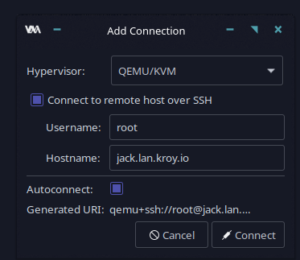 Add Connection
Hypervisor: QEMU/KVM
Connect to remote host over SSH
Username: root
Hostname: jack.lan.kroy.io
Autoconnect:
Generated URI: qemu+ssh://root@jack.lan....
Cancel Connect